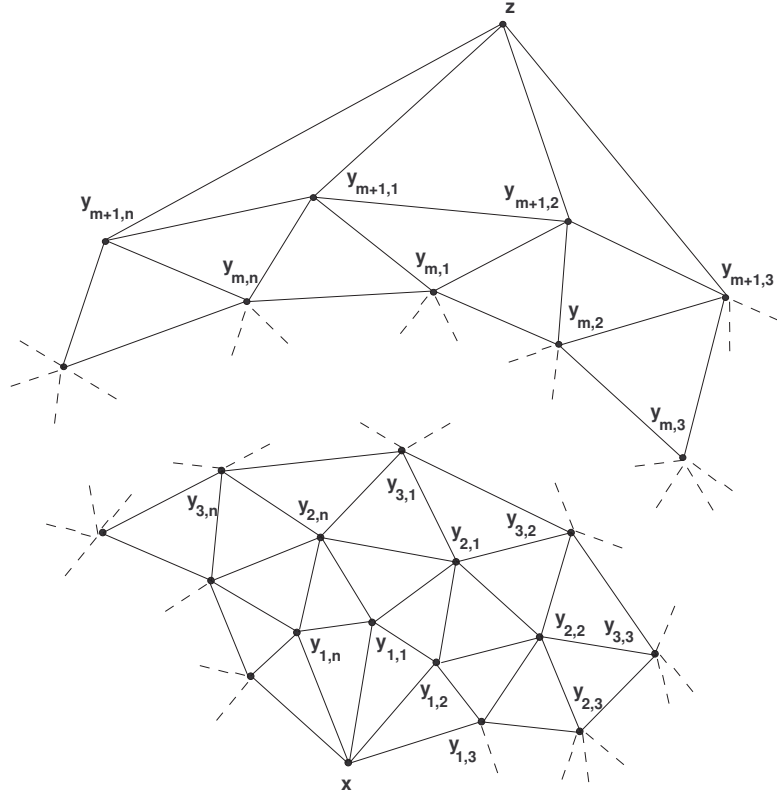 z
y_{m+1,1}
y_{m+1,2}
y_{m+1,n}
y_{m,n}
y_{m,1}
y_{m+1,3}
y_{m,2}
y_{m,3}
y_{3,1}
y_{3,n}
y_{2,n}
y_{3,2}
y_{2,1}
y_{2,2}
y_{3,3}
y_{1,n}
y_{1,1}
y_{1,2}
y_{2,3}
y_{1,3}
x